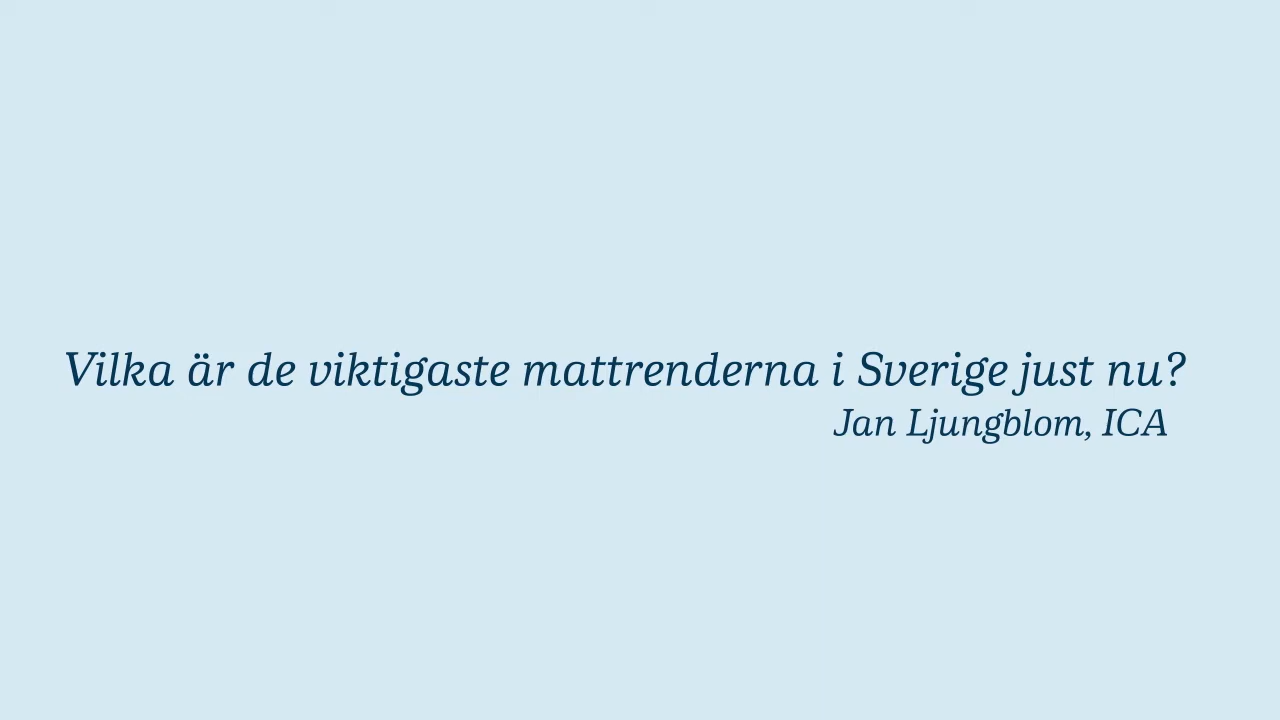 Vilka är de viktigaste mattrenderna i Sverige just nu?
Jan Ljungblom, ICA